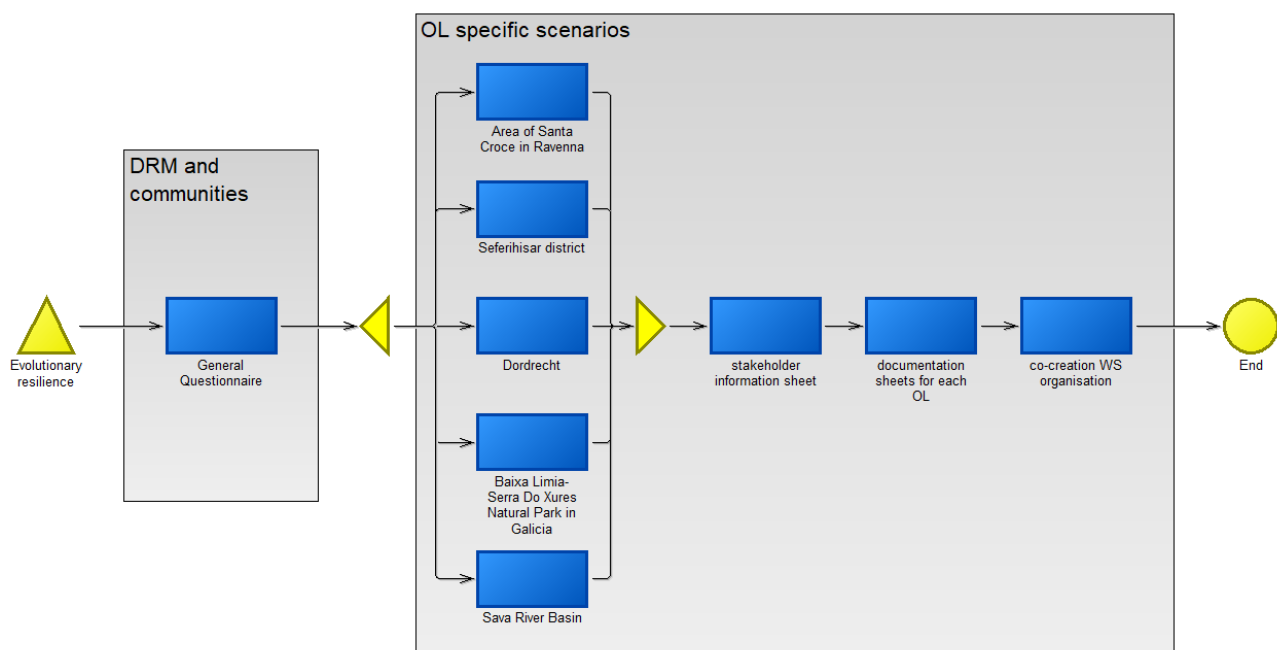 OL specific scenarios
Area of Santa
Croce in Ravenna
DRM and
communities
Seferihisar district
Evolutionary
resilience
General
Questionnaire
Dordrecht
stakeholder
information sheet
documentation
sheets for each
OL
co-creation WS
organisation
End
Baixa Limia-
Serra Do Xures
Natural Park in
Galicia
Sava River Basin